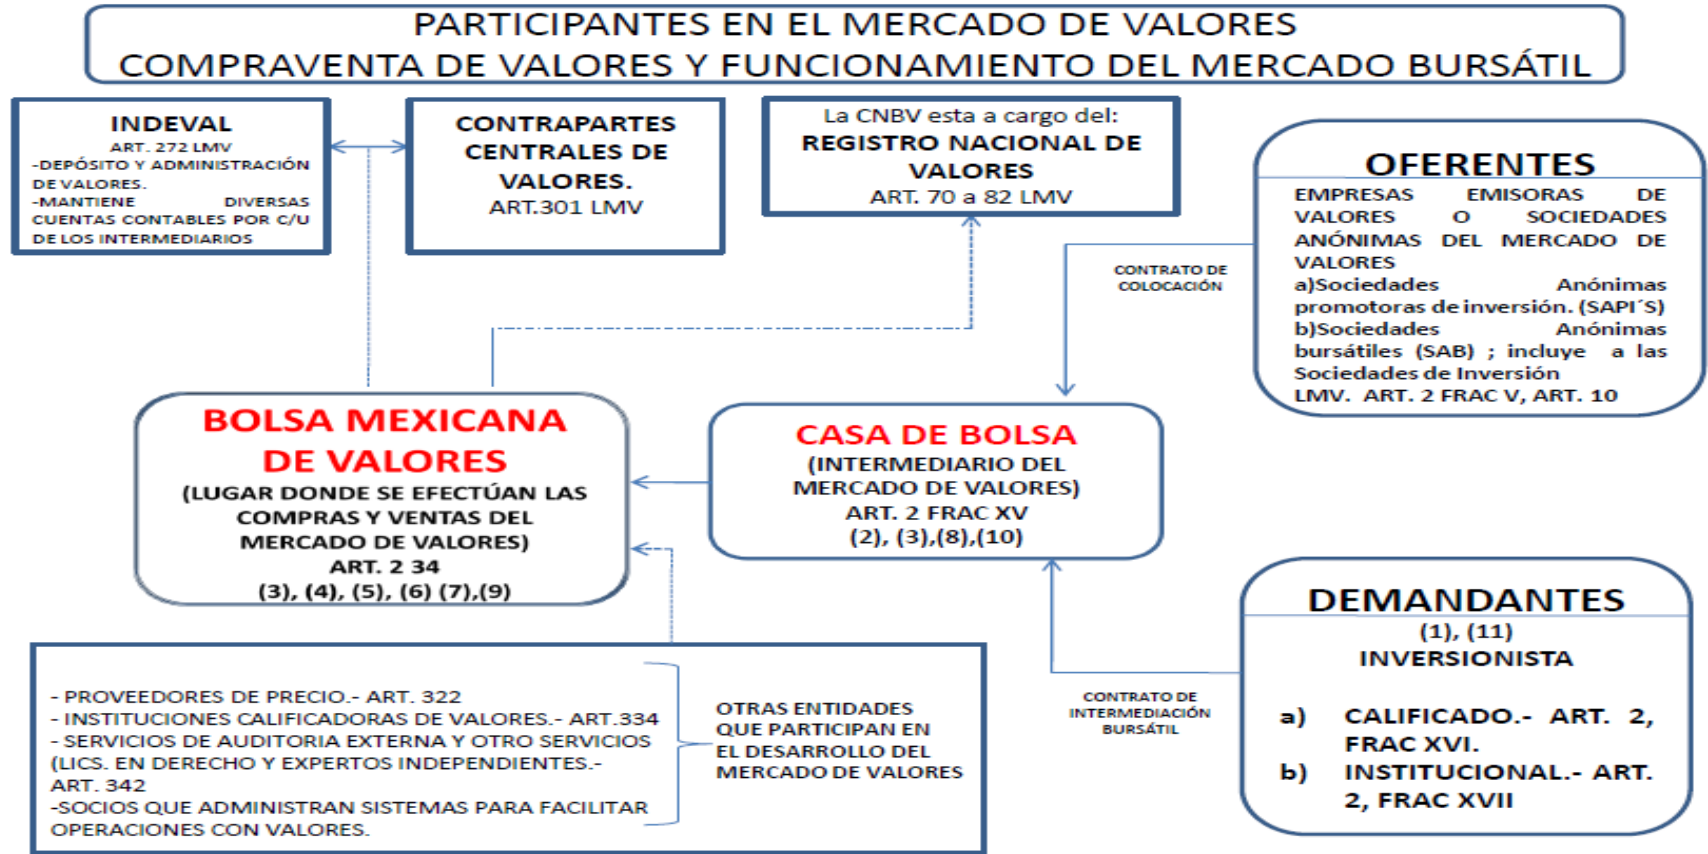 PARTICIPANTES EN EL MERCADO DE VALORES
COMPRAVENTA DE VALORES Y FUNCIONAMIENTO DEL MERCADO BURSÁTIL
INDEVAL
ART. 272 LMV
-DEPÓSITO Y ADMINISTRACIÓN
DE VALORES.
-MANTIENE DIVERSAS
CUENTAS CONTABLES POR C/U
DE LOS INTERMEDIARIOS
CONTRAPARTES
CENTRALES DE
VALORES.
ART.301 LMV
La CNBV esta a cargo del:
REGISTRO NACIONAL DE
VALORES
ART. 70 a 82 LMV
OFERENTES
EMPRESAS EMISORAS DE
VALORES O SOCIEDADES
ANÓNIMAS DEL MERCADO DE
VALORES
a)Sociedades Anónimas
promotoras de inversión. (SAPI´S)
b)Sociedades Anónimas
bursátiles (SAB) ; incluye a las
Sociedades de Inversión
LMV. ART. 2 FRAC V, ART. 10
CONTRATO DE
COLOCACIÓN
BOLSA MEXICANA
DE VALORES
(LUGAR DONDE SE EFECTÚAN LAS
COMPRAS Y VENTAS DEL
MERCADO DE VALORES)
ART. 2 34
(3), (4), (5), (6) (7),(9)
CASA DE BOLSA
(INTERMEDIARIO DEL
MERCADO DE VALORES)
ART. 2 FRAC XV
(2), (3),(8),(10)
DEMANDANTES
(1), (11)
INVERSIONISTA
a) CALIFICADO.- ART. 2,
FRAC XVI.
b) INSTITUCIONAL.- ART.
2, FRAC XVII
CONTRATO DE
INTERMEDIACIÓN
BURSÁTIL
- PROVEEDORES DE PRECIO.- ART. 322
- INSTITUCIONES CALIFICADORAS DE VALORES.- ART.334
- SERVICIOS DE AUDITORIA EXTERNA Y OTRO SERVICIOS
(LICS. EN DERECHO Y EXPERTOS INDEPENDIENTES.-
ART. 342
-SOCIOS QUE ADMINISTRAN SISTEMAS PARA FACILITAR
OPERACIONES CON VALORES.
OTRAS ENTIDADES
QUE PARTICIPAN EN
EL DESARROLLO DEL
MERCADO DE VALORES